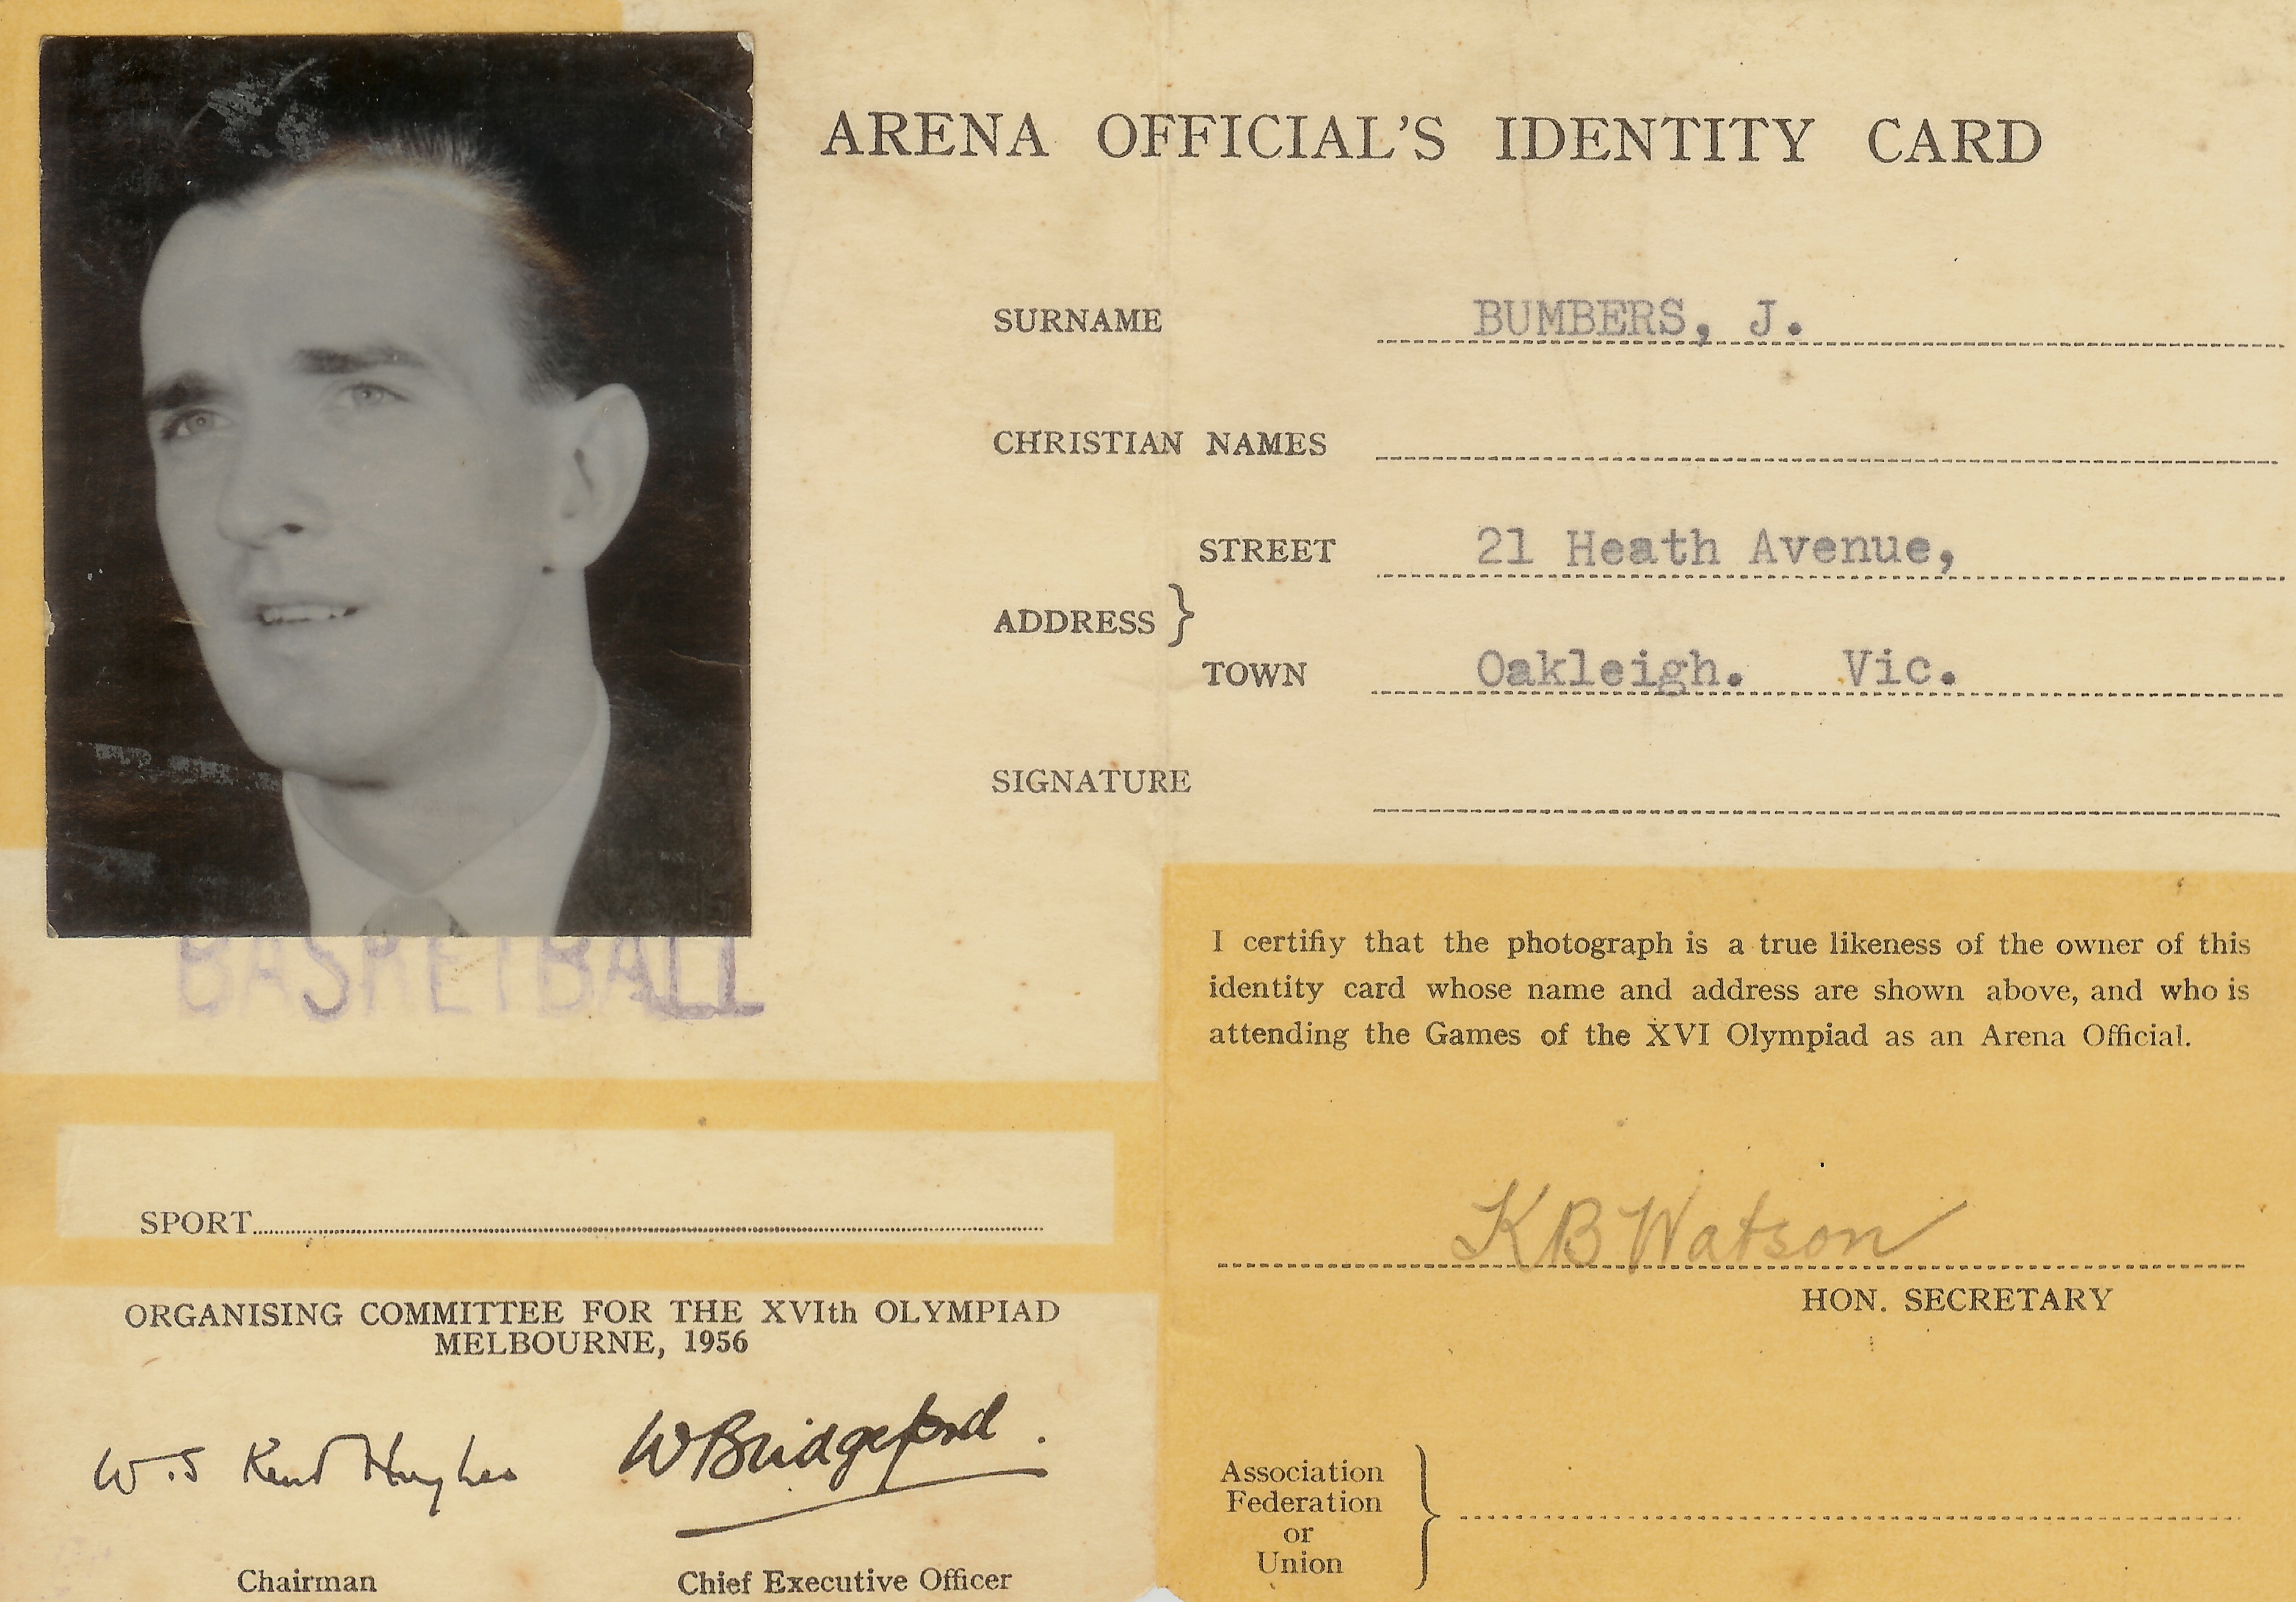 ARENA OFFICIAL'S IDENTITY CARD
SURNAME BUMBERS, J.
CHRISTIAN NAMES
STREET 21 Heath Avenue,
ADDRESS }
TOWN Oakleigh. Vic.
SIGNATURE
BASKETBALL
SPORT
ORGANISING COMMITTEE FOR THE XVIth OLYMPIAD
MELBOURNE, 1956
W.S Kent Hughes
WBridgeford.
Chairman
Chief Executive Officer
I certifiy that the photograph is a true likeness of the owner of this
identity card whose name and address are shown above, and who is
attending the Games of the XVI Olympiad as an Arena Official.
KB Watson
HON. SECRETARY
Association
Federation
or
Union